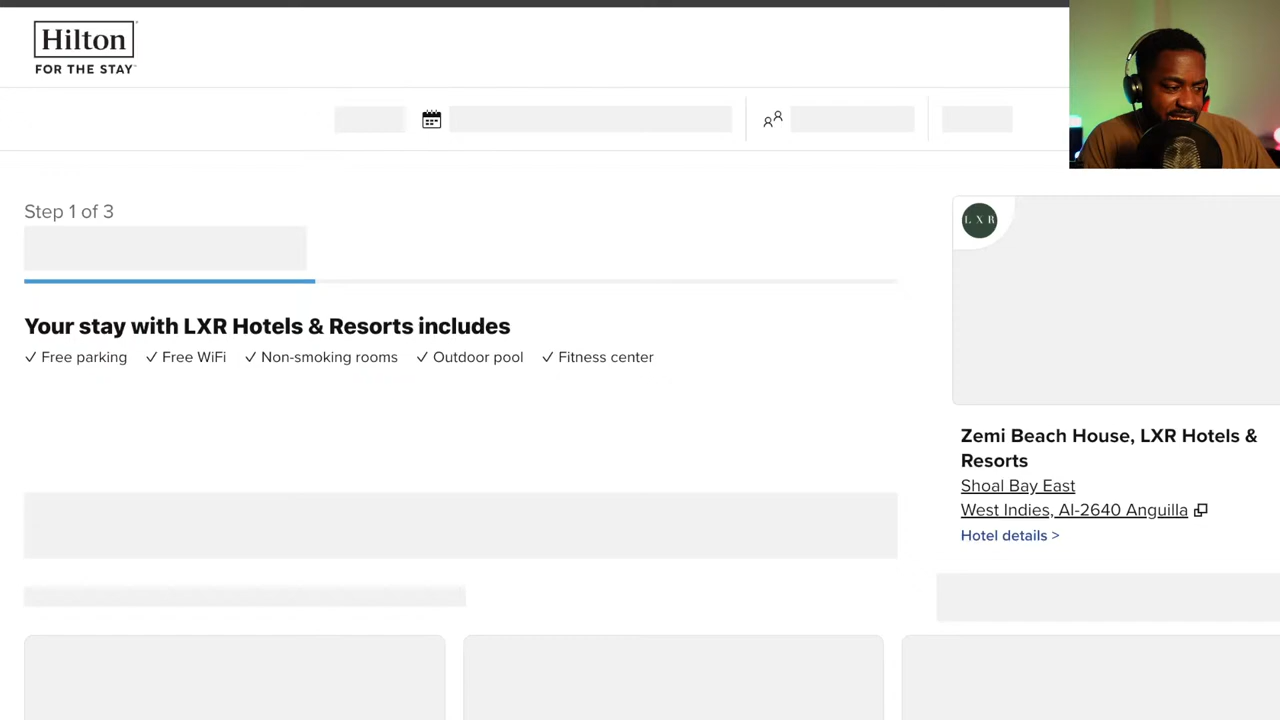 Hilton
FOR THE STAY
Step 1 of 3
Your stay with LXR Hotels & Resorts includes
✓ Free parking ✓ Free WiFi ✓ Non-smoking rooms ✓ Outdoor pool ✓ Fitness center
LXR
Zemi Beach House, LXR Hotels &
Resorts
Shoal Bay East
West Indies, AI-2640 Anguilla
Hotel details >